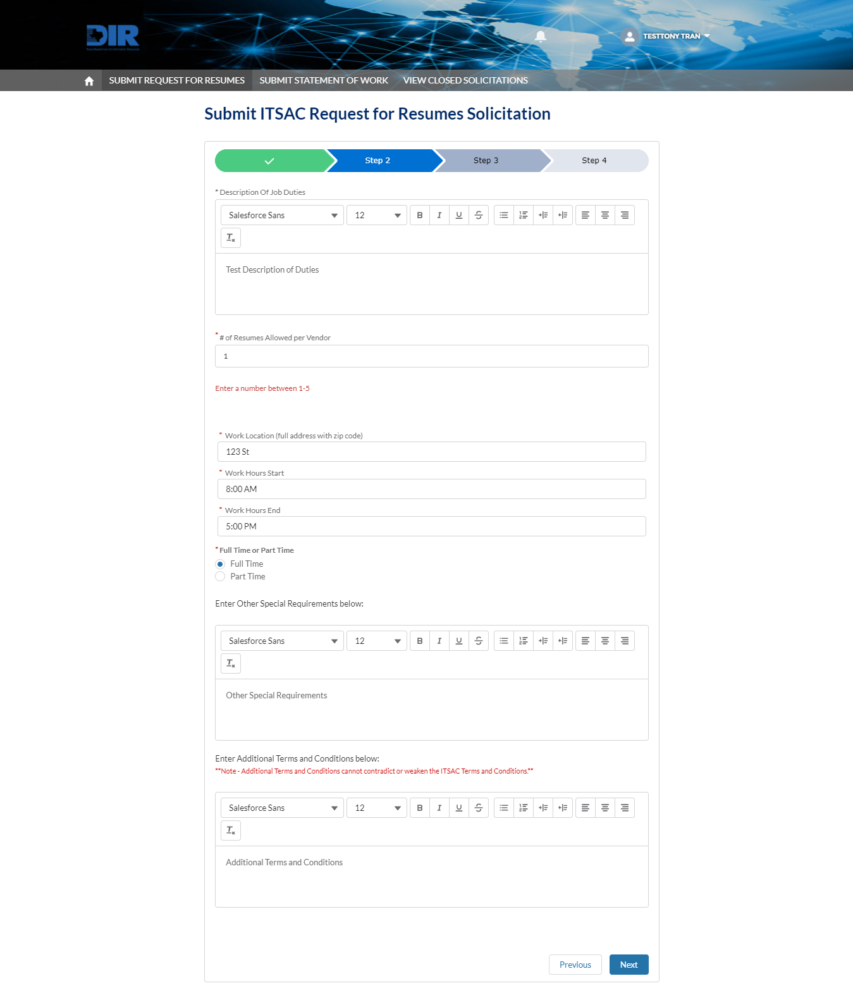 DIR
TESTTONY TRAN
SUBMIT REQUEST FOR RESUMES
SUBMIT STATEMENT OF WORK
VIEW CLOSED SOLICITATIONS
Submit ITSAC Request for Resumes Solicitation
Step 2
Step 3
Step 4
* Description Of Job Duties
Salesforce Sans
12
Test Description of Duties
* # of Resumes Allowed per Vendor
1
Enter a number between 1-5
* Work Location (full address with zip code)
123 St
* Work Hours Start
8:00 AM
* Work Hours End
5:00 PM
* Full Time or Part Time
Full Time
Part Time
Enter Other Special Requirements below:
Salesforce Sans
12
Other Special Requirements
Enter Additional Terms and Conditions below:
**Note - Additional Terms and Conditions cannot contradict or weaken the ITSAC Terms and Conditions.**
Salesforce Sans
12
Additional Terms and Conditions
Previous
Next